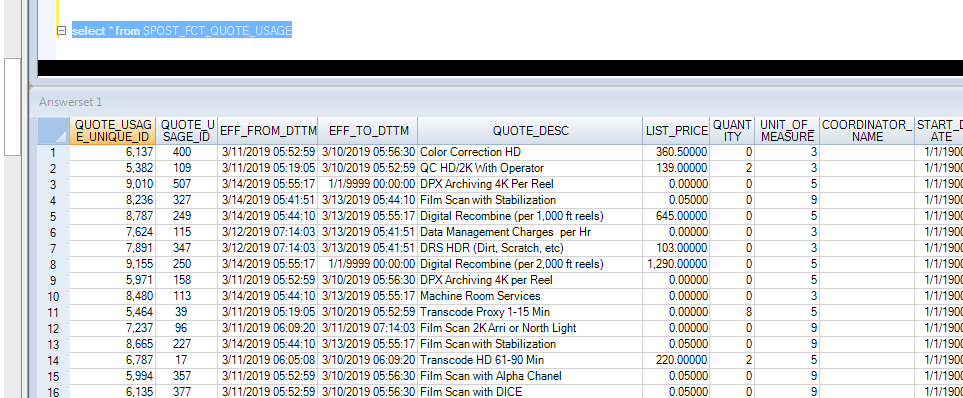 select * from SPOST_FCT_QUOTE_USAGE
Answerset 1
QUOTE_USAG E_UNIQUE_ID QUOTE_U SAGE_ID EFF_FROM_DTTM EFF_TO_DTTM QUOTE_DESC LIST_PRICE QUANT ITY UNIT_OF_ MEASURE COORDINATOR_ NAME START_D ATE_
1 6,137 400 3/11/2019 05:52:59 3/10/2019 05:56:30 Color Correction HD 360.50000 0 3 1/1/1900
2 5,382 109 3/11/2019 05:19:05 3/10/2019 05:52:59 QC HD/2K With Operator 139.00000 2 3 1/1/1900
3 9,010 507 3/14/2019 05:55:17 1/1/9999 00:00:00 DPX Archiving 4K Per Reel 0.00000 0 5 1/1/1900
4 8,236 327 3/14/2019 05:41:51 3/13/2019 05:44:10 Film Scan with Stabilization 0.05000 0 9 1/1/1900
5 8,787 249 3/14/2019 05:44:10 3/13/2019 05:55:17 Digital Recombine (per 1,000 ft reels) 645.00000 0 5 1/1/1900
6 7,624 115 3/12/2019 07:14:03 3/13/2019 05:41:51 Data Management Charges per Hr 0.00000 0 3 1/1/1900
7 7,891 347 3/12/2019 07:14:03 3/13/2019 05:41:51 DRS HDR (Dirt, Scratch, etc) 103.00000 0 3 1/1/1900
8 9,155 250 3/14/2019 05:55:17 1/1/9999 00:00:00 Digital Recombine (per 2,000 ft reels) 1,290.00000 0 5 1/1/1900
9 5,971 158 3/11/2019 05:52:59 3/10/2019 05:56:30 DPX Archiving 4K per Reel 0.00000 0 5 1/1/1900
10 8,480 113 3/14/2019 05:44:10 3/13/2019 05:55:17 Machine Room Services 0.00000 0 3 1/1/1900
11 5,464 39 3/11/2019 05:19:05 3/10/2019 05:52:59 Transcode Proxy 1-15 Min 0.00000 8 5 1/1/1900
12 7,237 96 3/11/2019 06:09:20 3/11/2019 07:14:03 Film Scan 2K Arri or North Light 0.00000 0 9 1/1/1900
13 8,665 227 3/14/2019 05:44:10 3/13/2019 05:55:17 Film Scan with Stabilization 0.05000 0 9 1/1/1900
14 6,787 17 3/11/2019 06:05:08 3/10/2019 06:09:20 Transcode HD 61-90 Min 220.00000 2 5 1/1/1900
15 5,994 357 3/11/2019 05:52:59 3/10/2019 05:56:30 Film Scan with Alpha Chanel 0.05000 0 9 1/1/1900
16 6,135 377 3/11/2019 05:52:59 3/10/2019 05:56:30 Film Scan with DICE 0.05000 0 9 1/1/1900